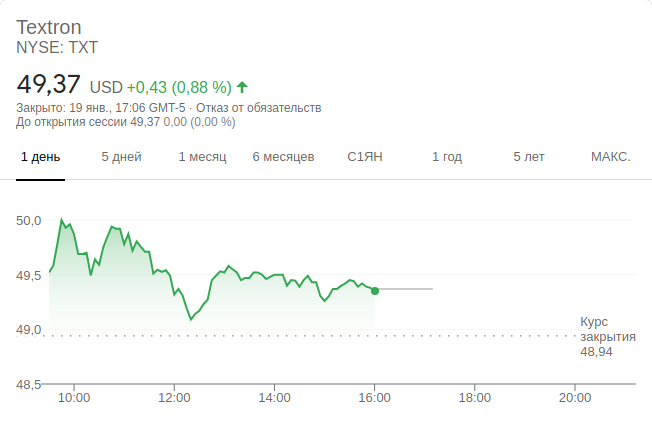 Textron
NYSE: TXT
49,37 USD +0,43 (0,88 %)
Закрыто: 19 янв., 17:06 GMT-5 · Отказ от обязательств
До открытия сессии 49,37 0,00 (0,00 %)
1 день 5 дней 1 месяц 6 месяцев С1ЯН 1 год 5 лет МАКС.
50,0
49,5
49,0
Курс
закрытия
48,94
48,5
10:00 12:00 14:00 16:00 18:00 20:00